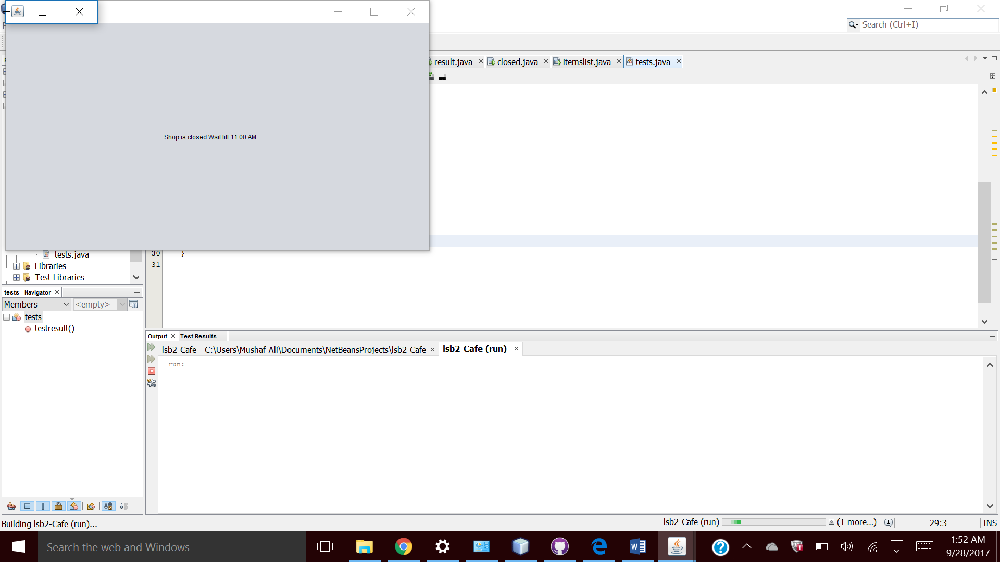 Search (Ctrl+I)
result.java
closed.java
itemslist.java
tests.java
Shop is closed Wait till 11:00 AM
30 }
31
tests.java
Libraries
Test Libraries
tests - Navigator
Members
<empty>
tests
testresult()
Output
Test Results
lsb2-Cafe - C:\Users\Mushaf Ali\Documents\NetBeansProjects\lsb2-Cafe
lsb2-Cafe (run)
run:
Building lsb2-Cafe (run)...
lsb2-Cafe (run)
(1 more...)
29:3
INS
Search the web and Windows
1:52 AM
9/28/2017